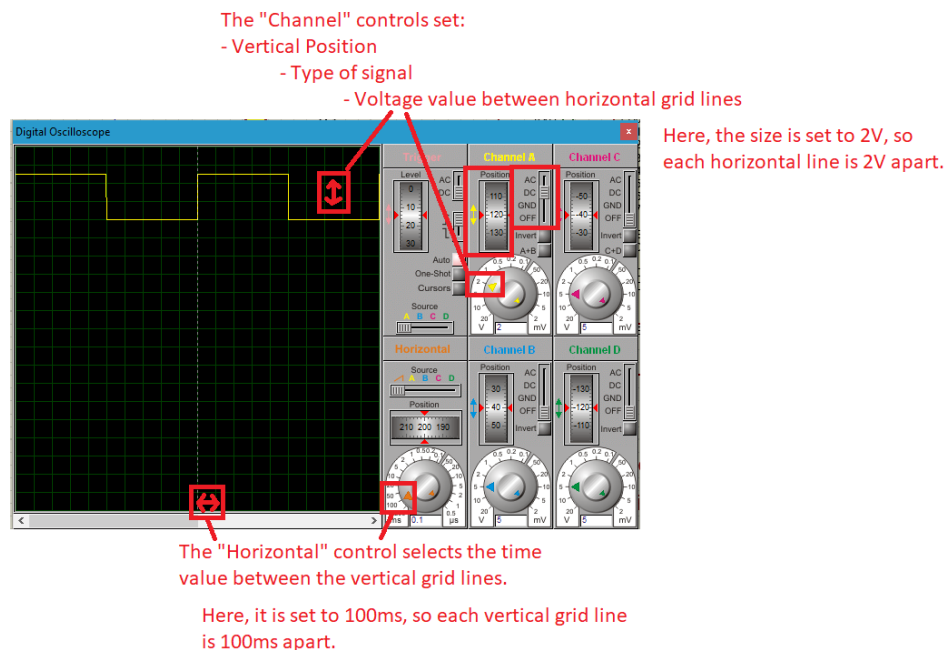 The "Channel" controls set:
- Vertical Position
- Type of signal
- Voltage value between horizontal grid lines
Here, the size is set to 2V, so
each horizontal line is 2V apart.
Digital Oscilloscope
x
Trigger
Level
AC
DC
0
10
20
30
Auto
One-Shot
Cursors
Source
A B C D
Channel A
Position
110
120
130
AC
DC
GND
OFF
Invert
A+B
V 2 mV
Channel C
Position
-50
-40
-30
AC
DC
GND
OFF
Invert
C+D
V 5 mV
Horizontal
Source
A B C D
Position
210 200 190
ms 0.1 µs
Channel B
Position
30
40
50
AC
DC
GND
OFF
Invert
V 5 mV
Channel D
Position
-130
-120
-110
AC
DC
GND
OFF
Invert
V 5 mV
The "Horizontal" control selects the time
value between the vertical grid lines.
Here, it is set to 100ms, so each vertical grid line
is 100ms apart.